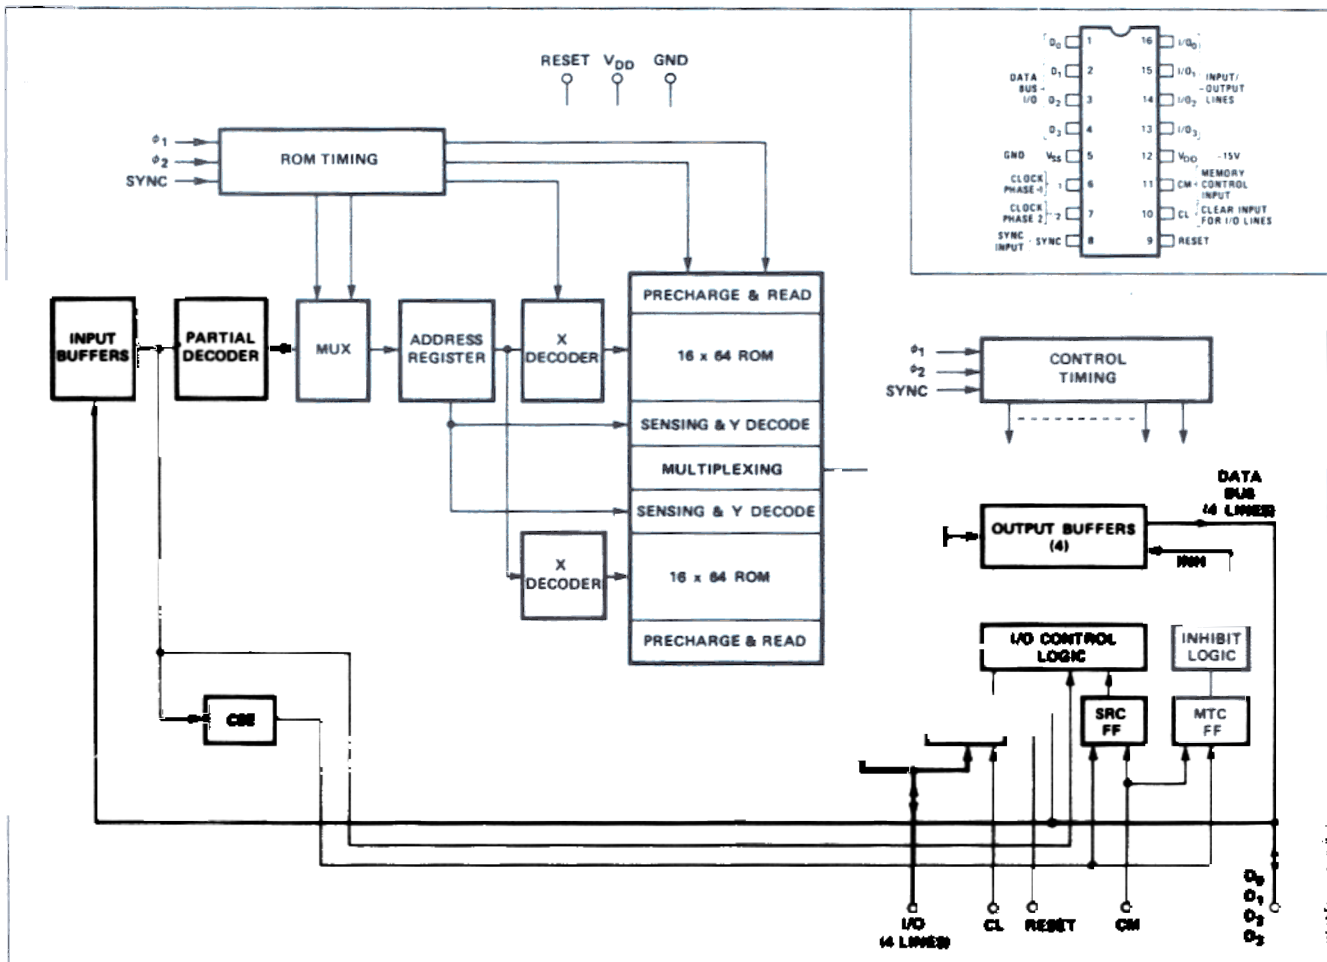 RESET VDD GND
φ1
φ2
SYNC
ROM TIMING
INPUT
BUFFERS
PARTIAL
DECODER
MUX
ADDRESS
REGISTER
X
DECODER
PRECHARGE & READ
16 x 64 ROM
SENSING & Y DECODE
MULTIPLEXING
SENSING & Y DECODE
X
DECODER
16 x 64 ROM
PRECHARGE & READ
DATA
BUS
I/O
D0 1
D1 2
D2 3
D3 4
GND VSS 5
CLOCK
PHASE 1
1 6
CLOCK
PHASE 2
2 7
SYNC
INPUT
SYNC 8
16 I/O0
15 I/O1
14 I/O2
13 I/O3
INPUT/
OUTPUT
LINES
12 VDD -15V
11 CM
MEMORY
CONTROL
INPUT
10 CL
CLEAR INPUT
FOR I/O LINES
9 RESET
φ1
φ2
SYNC
CONTROL
TIMING
DATA
BUS
(4 LINES)
OUTPUT BUFFERS
(4)
INH
I/O CONTROL
LOGIC
INHIBIT
LOGIC
SRC
FF
MTC
FF
I/O
(4 LINES)
CL
RESET
CM
D0
D1